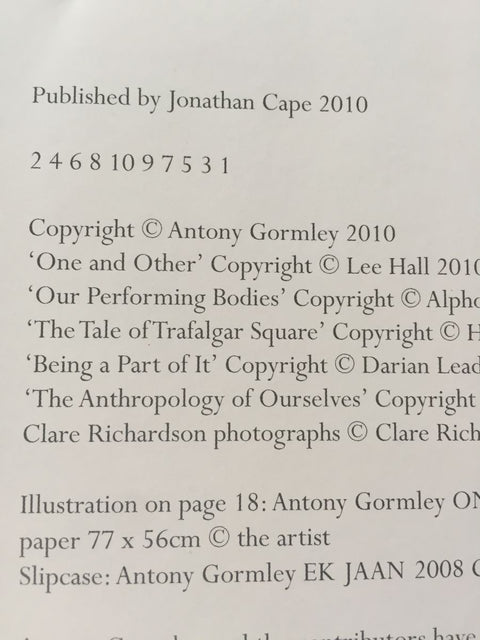 Published by Jonathan Cape 2010
2 4 6 8 10 9 7 5 3 1
Copyright © Antony Gormley 2010
'One and Other' Copyright © Lee Hall 2010
'Our Performing Bodies' Copyright ©
'The Tale of Trafalgar Square' Copyright ©
'Being a Part of It' Copyright © Darian
'The Anthropology of Ourselves' Copyright
Clare Richardson photographs © Clare
Illustration on page 18: Antony Gormley
paper 77 x 56cm © the artist
Slipcase: Antony Gormley EK JAAN 2008